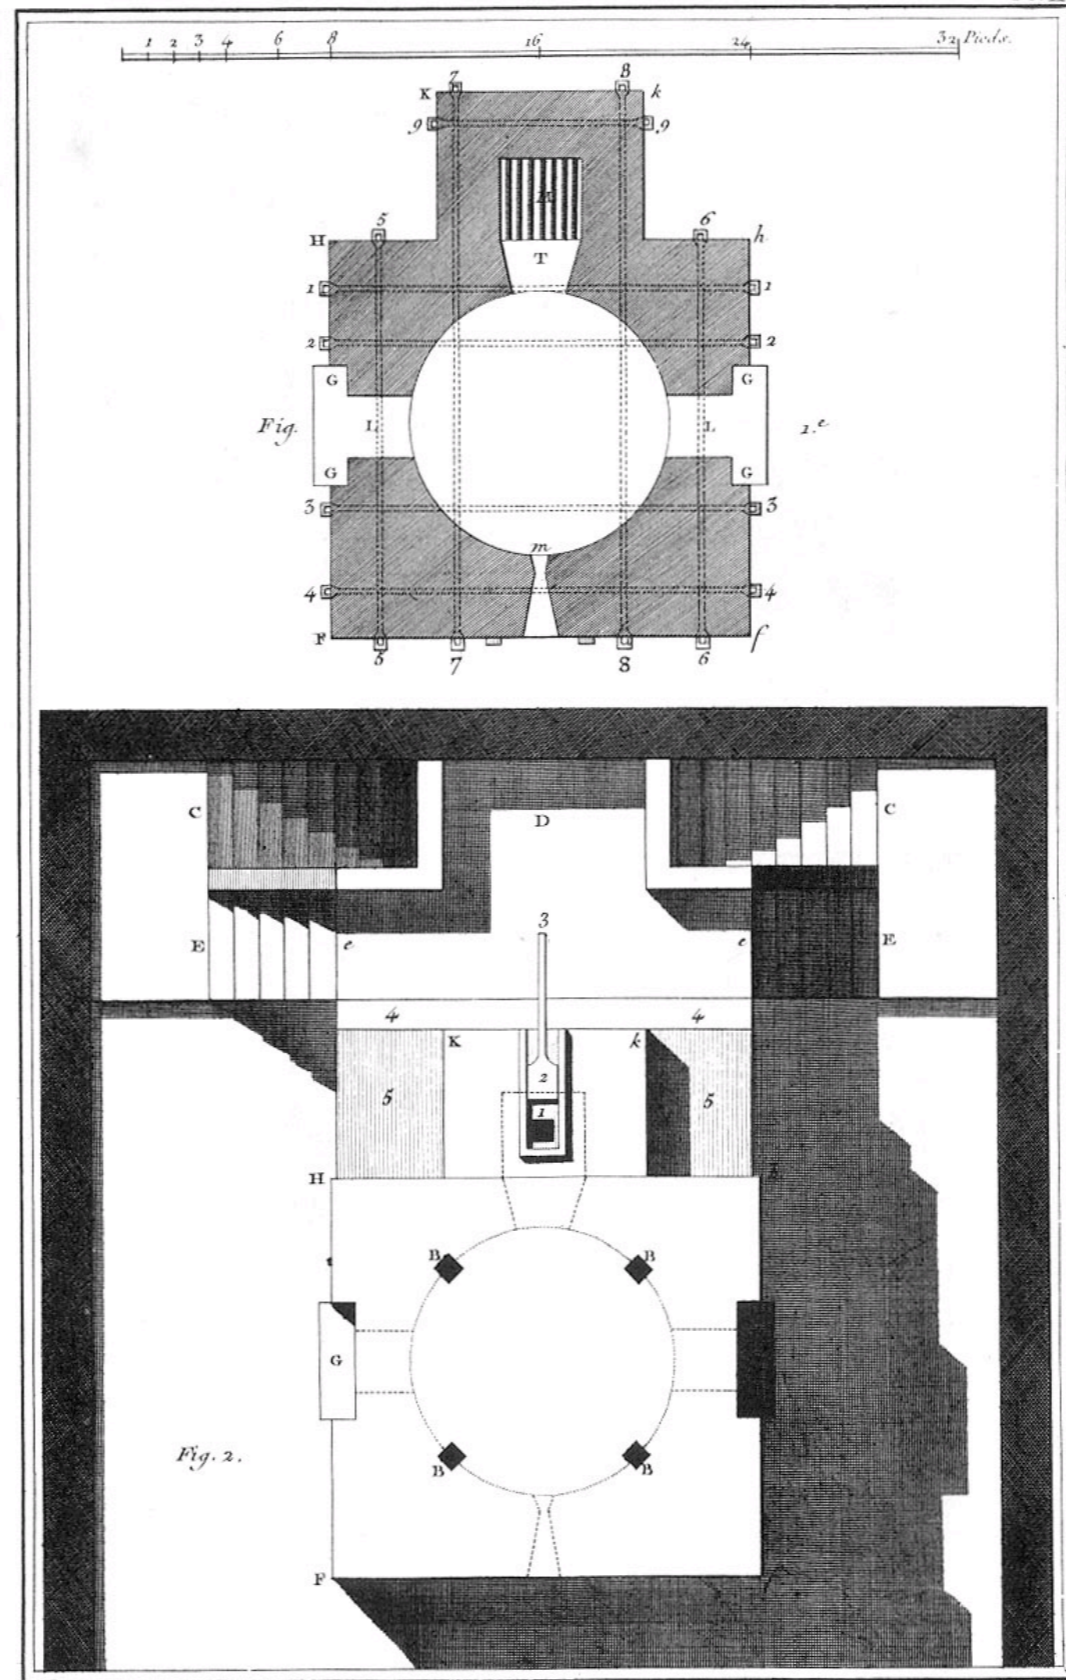 1 2 3 4 6 8 16 24 32 Pieds.
7 8
K k
9 9
M
5 6
H h
T
1 1
2 2
G G
Fig. L L 1.e
G G
3 3
m
4 4
F f
5 7 8 6
C D C
3
E e e E
4 4
K k
2
5 1 5
H h
B B
G
Fig. 2.
B B
F f